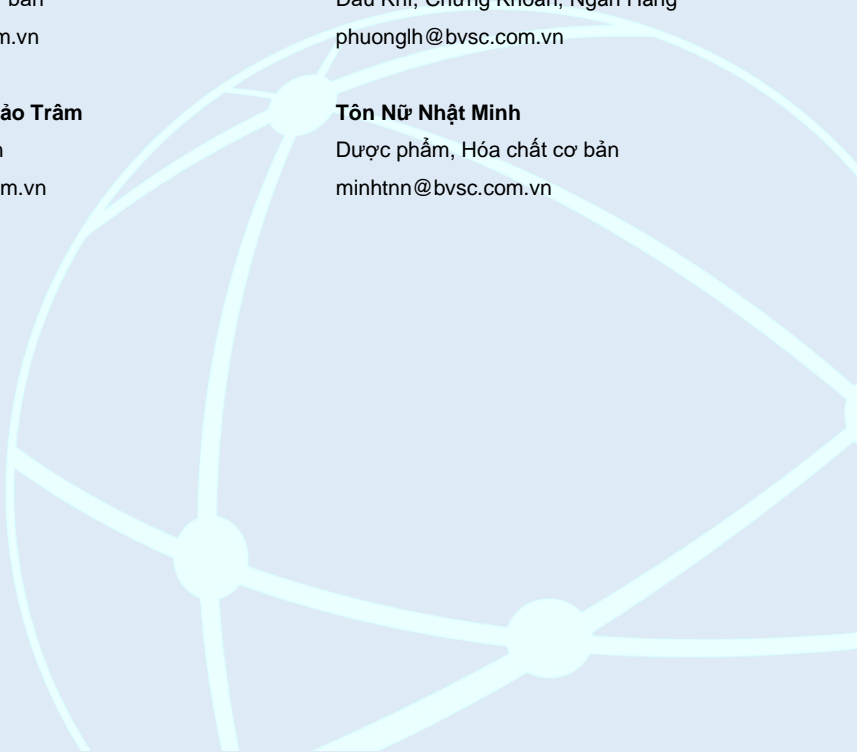 bản
phuonglh@bvsc.com.vn
m.vn
ảo Trâm
Tôn Nữ Nhật Minh
n
Dược phẩm, Hóa chất cơ bản
m.vn
minhtnn@bvsc.com.vn